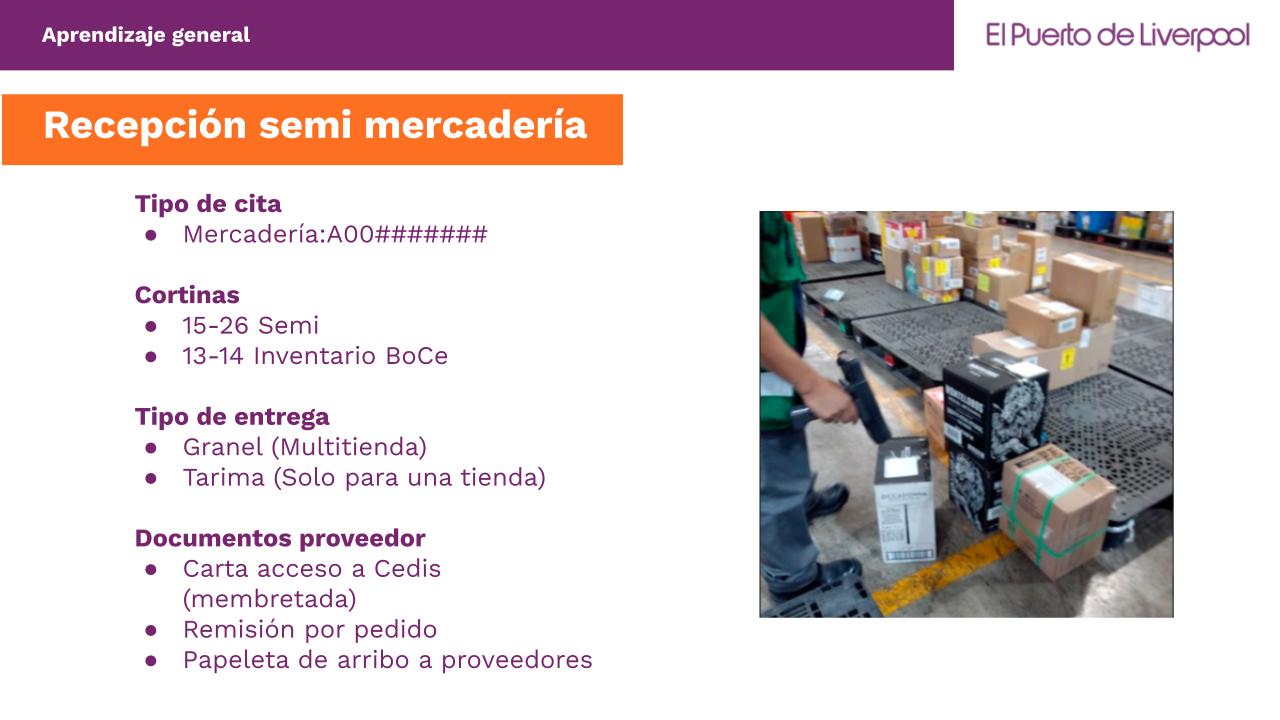 Aprendizaje general
El Puerto de Liverpool
Recepción semi mercadería
Tipo de cita
● Mercadería:A00#######
Cortinas
● 15-26 Semi
● 13-14 Inventario BoCe
Tipo de entrega
● Granel (Multitienda)
● Tarima (Solo para una tienda)
Documentos proveedor
● Carta acceso a Cedis
(membretada)
● Remisión por pedido
● Papeleta de arribo a proveedores